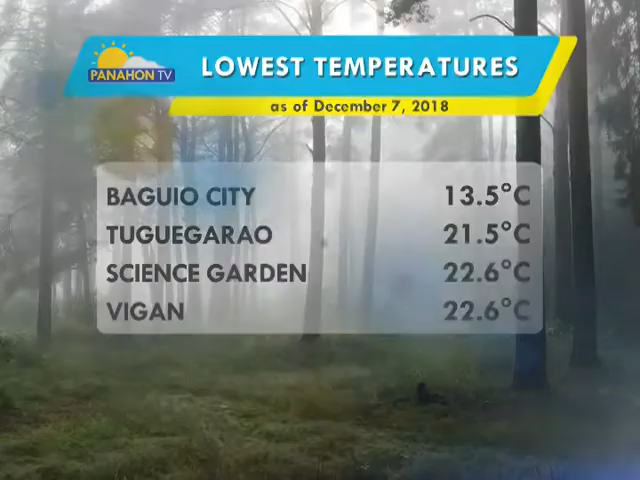 PANAHON TV
LOWEST TEMPERATURES
as of December 7, 2018
BAGUIO CITY 13.5°C
TUGUEGARAO 21.5°C
SCIENCE GARDEN 22.6°C
VIGAN 22.6°C